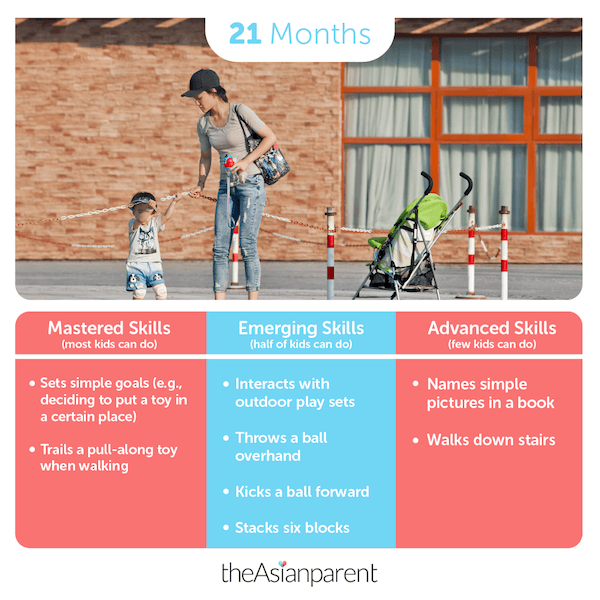 21 Months
Mastered Skills
(most kids can do)
Emerging Skills
(half of kids can do)
Advanced Skills
(few kids can do)
• Sets simple goals (e.g.,
deciding to put a toy in
a certain place)
• Trails a pull-along toy
when walking
• Interacts with
outdoor play sets
• Throws a ball
overhand
• Kicks a ball forward
• Stacks six blocks
• Names simple
pictures in a book
• Walks down stairs
theAsianparent